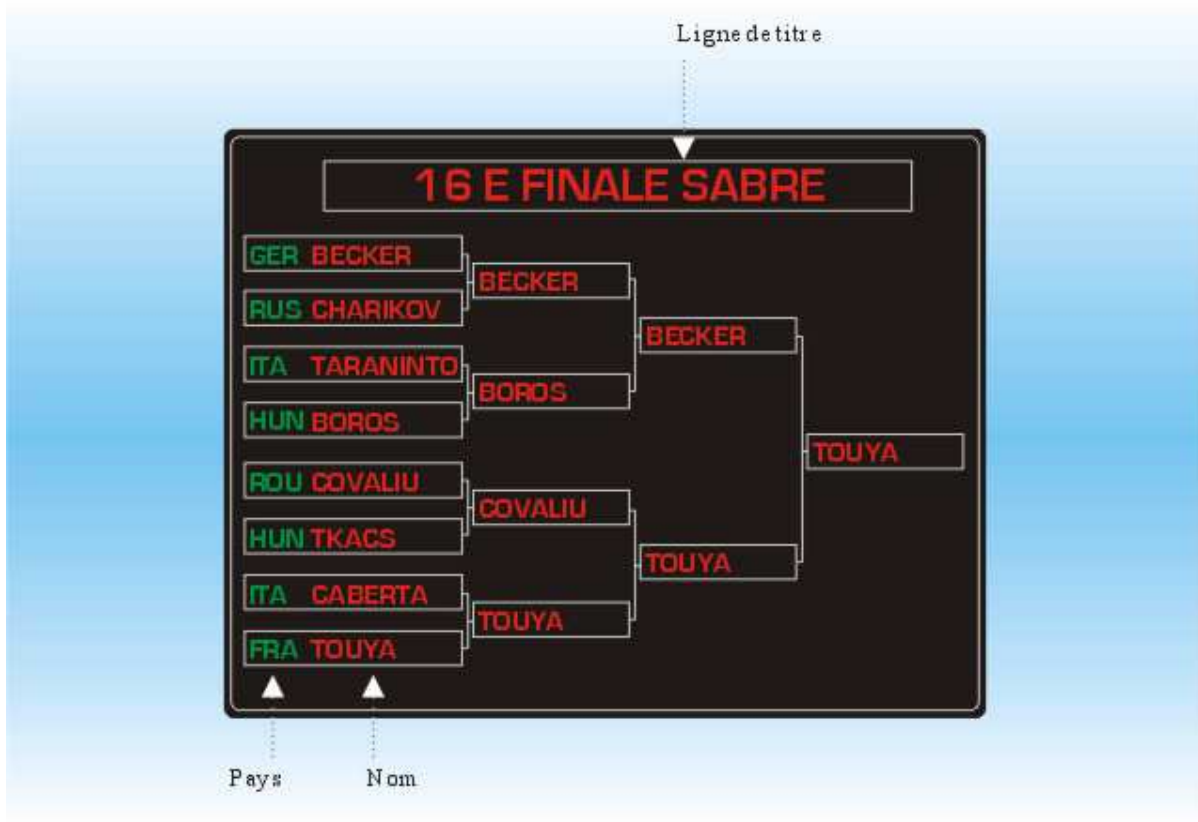 Ligne de titre
16 E FINALE SABRE
GER BECKER
BECKER
RUS CHARIKOV
BECKER
ITA TARANINTO
BOROS
HUN BOROS
TOUYA
ROU COVALIU
COVALIU
HUN TKACS
TOUYA
ITA CABERTA
TOUYA
FRA TOUYA
Pays Nom